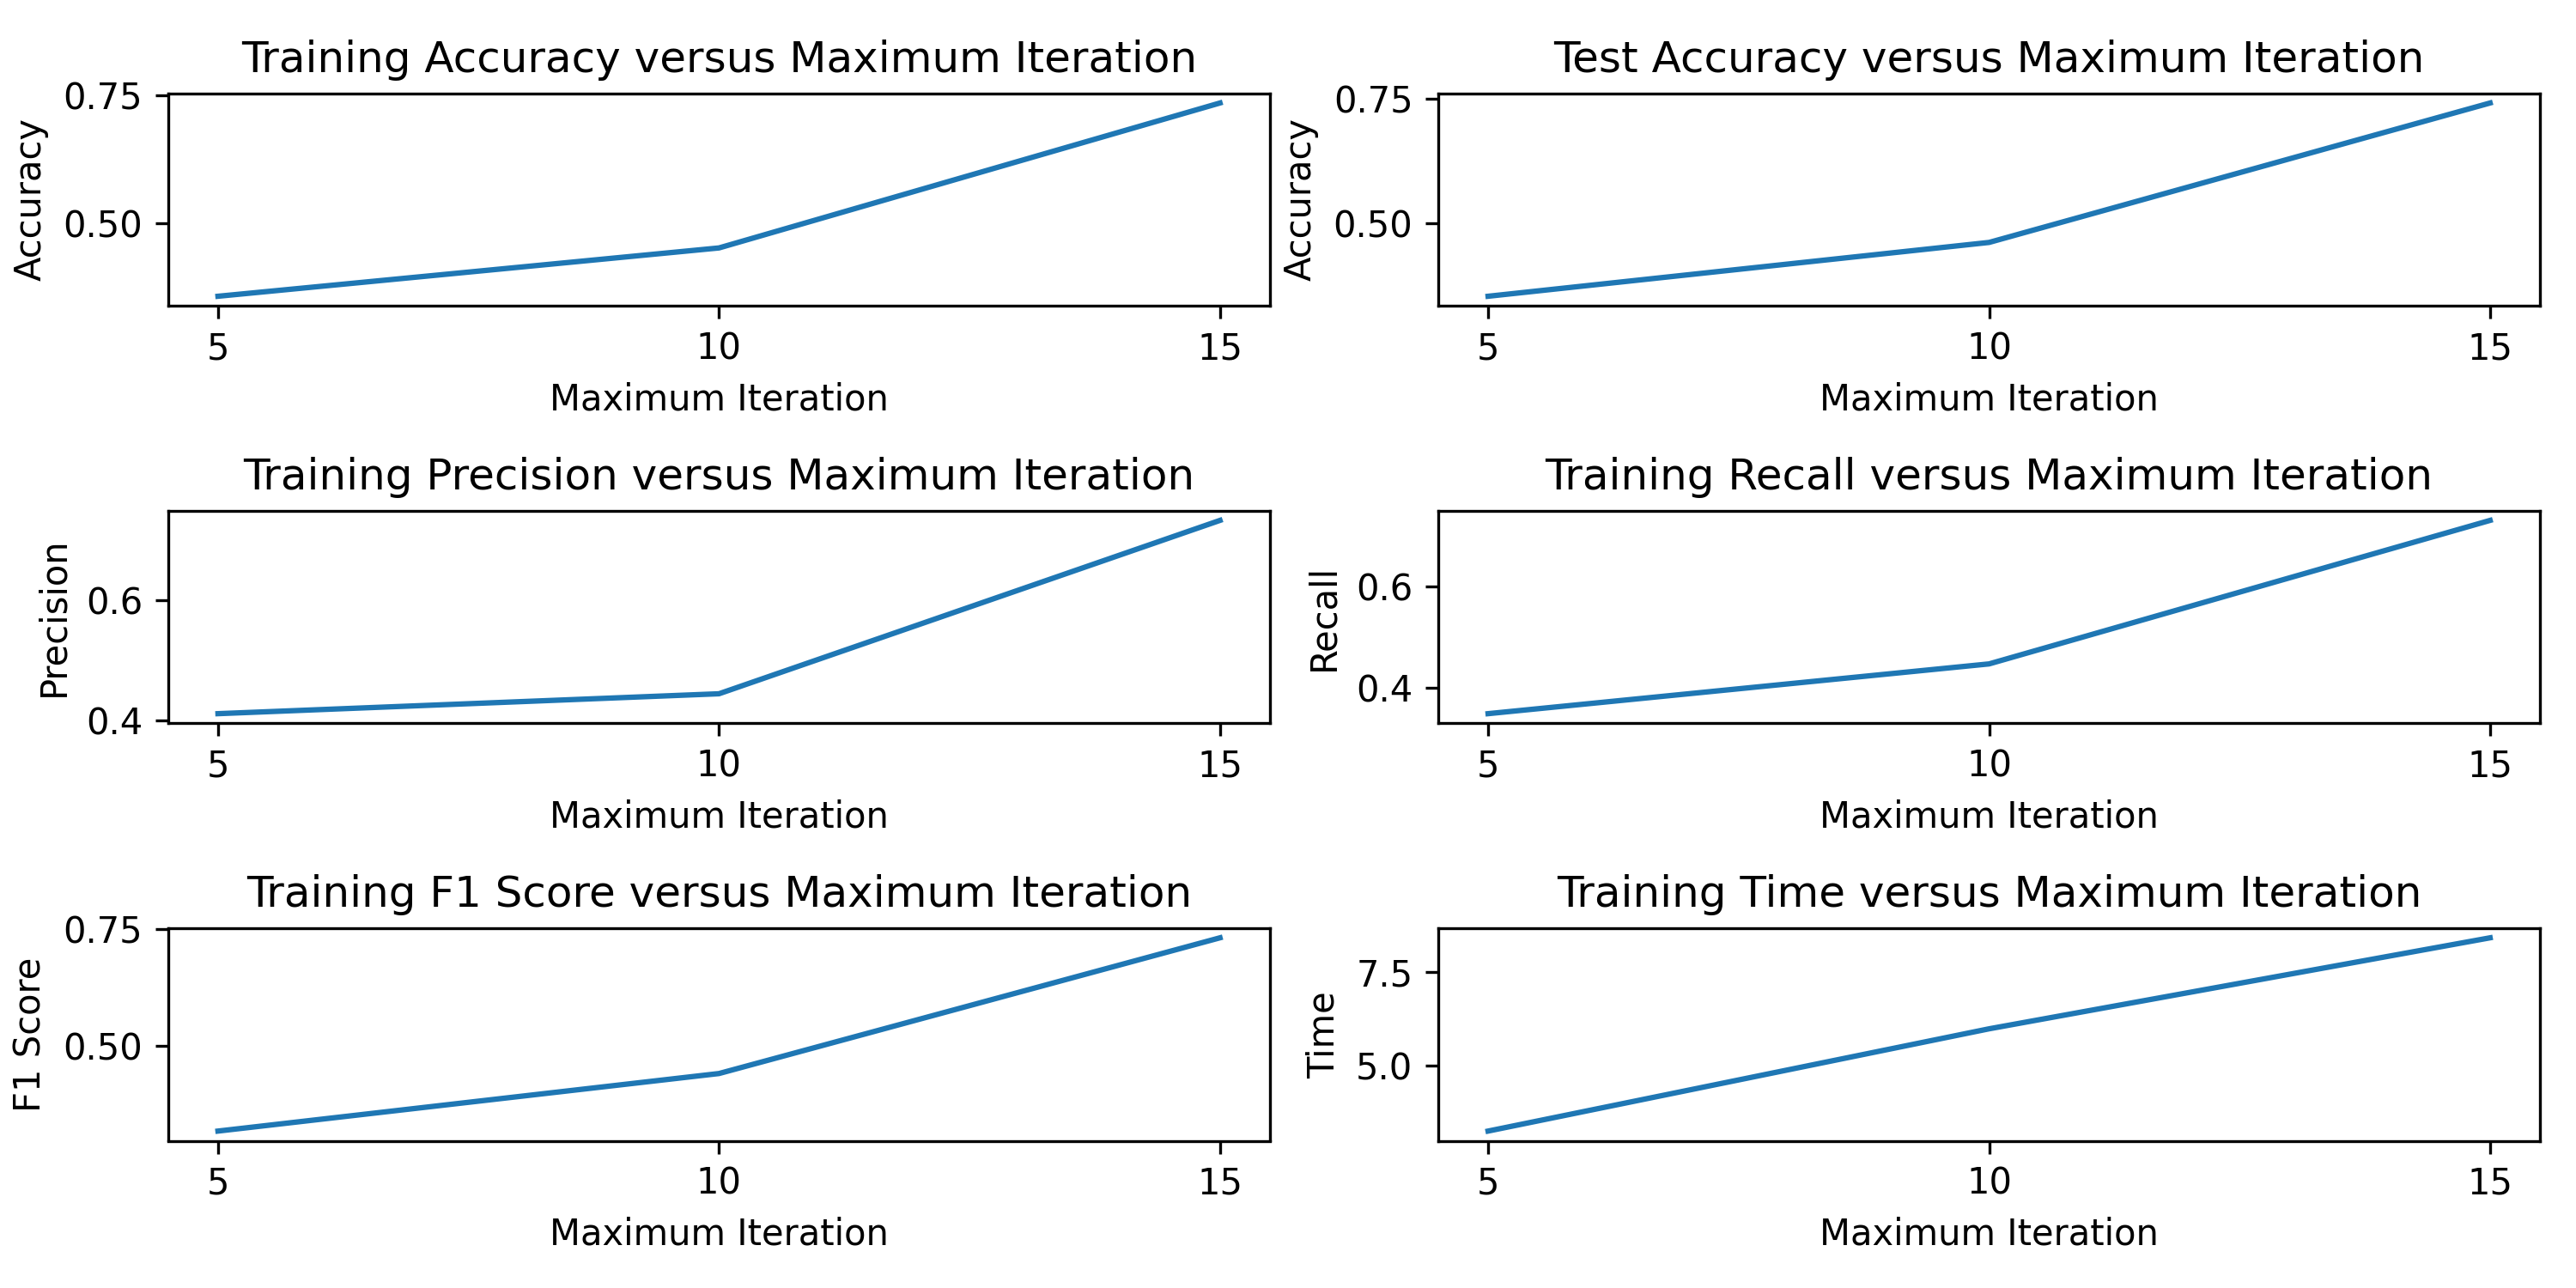 Training Accuracy versus Maximum Iteration
0.75
0.50
Accuracy
5 10 15
Maximum Iteration
Test Accuracy versus Maximum Iteration
0.75
0.50
Accuracy
5 10 15
Maximum Iteration
Training Precision versus Maximum Iteration
0.6
0.4
Precision
5 10 15
Maximum Iteration
Training Recall versus Maximum Iteration
0.6
0.4
Recall
5 10 15
Maximum Iteration
Training F1 Score versus Maximum Iteration
0.75
0.50
F1 Score
5 10 15
Maximum Iteration
Training Time versus Maximum Iteration
7.5
5.0
Time
5 10 15
Maximum Iteration